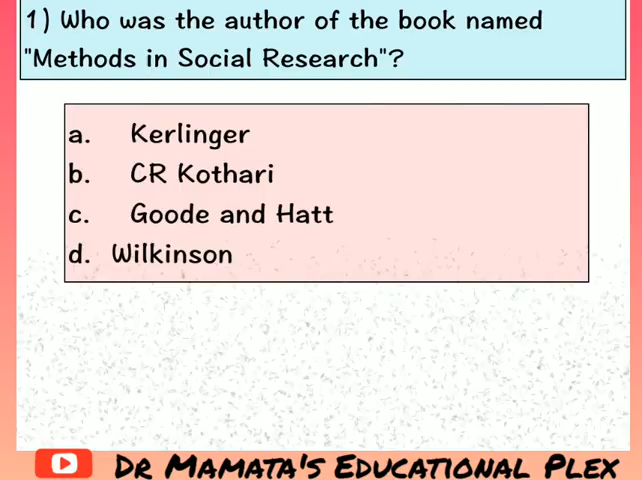 1) Who was the author of the book named
"Methods in Social Research"?
a. Kerlinger
b. CR Kothari
c. Goode and Hatt
d. Wilkinson
Dr Mamata's Educational Plex